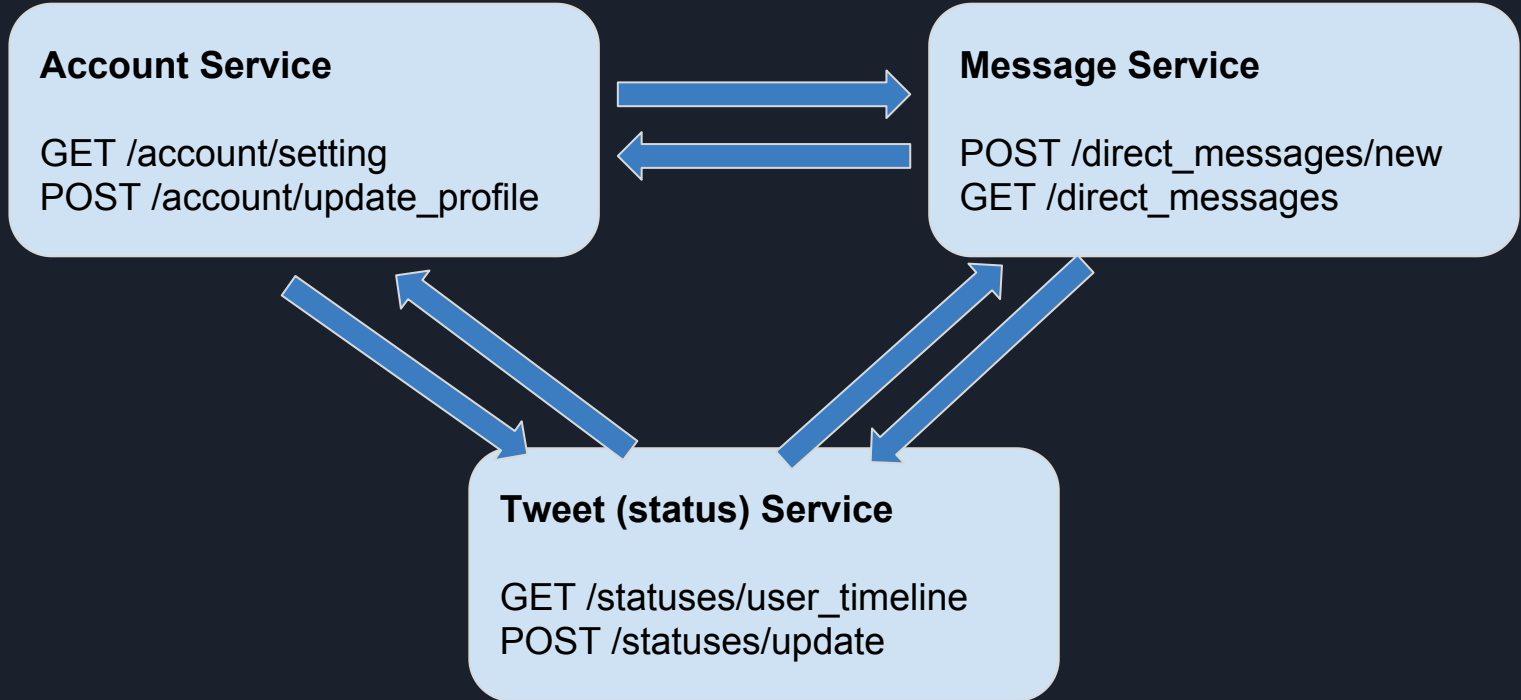 Account Service
GET /account/setting
POST /account/update_profile
Message Service
POST /direct_messages/new
GET /direct_messages
Tweet (status) Service
GET /statuses/user_timeline
POST /statuses/update